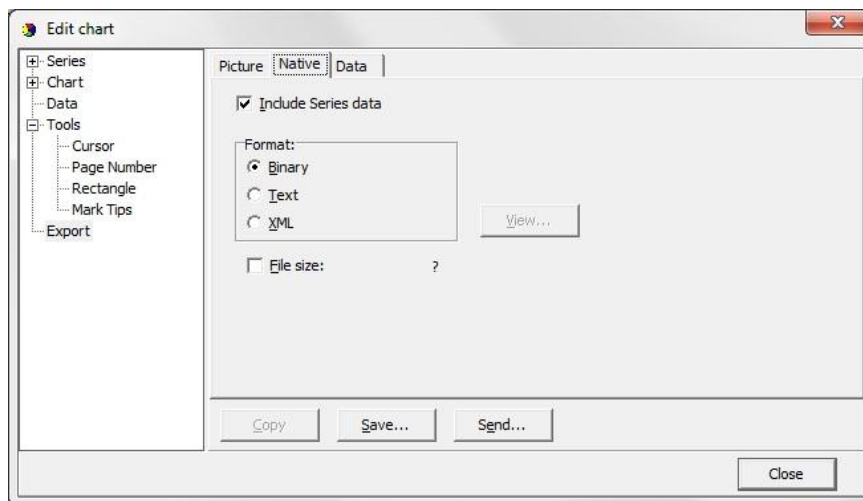 Edit chart
Series
Chart
Data
Tools
Cursor
Page Number
Rectangle
Mark Tips
Export
Picture Native Data
Include Series data
Format:
Binary
Text
XML
View...
File size: ?
Copy Save... Send...
Close